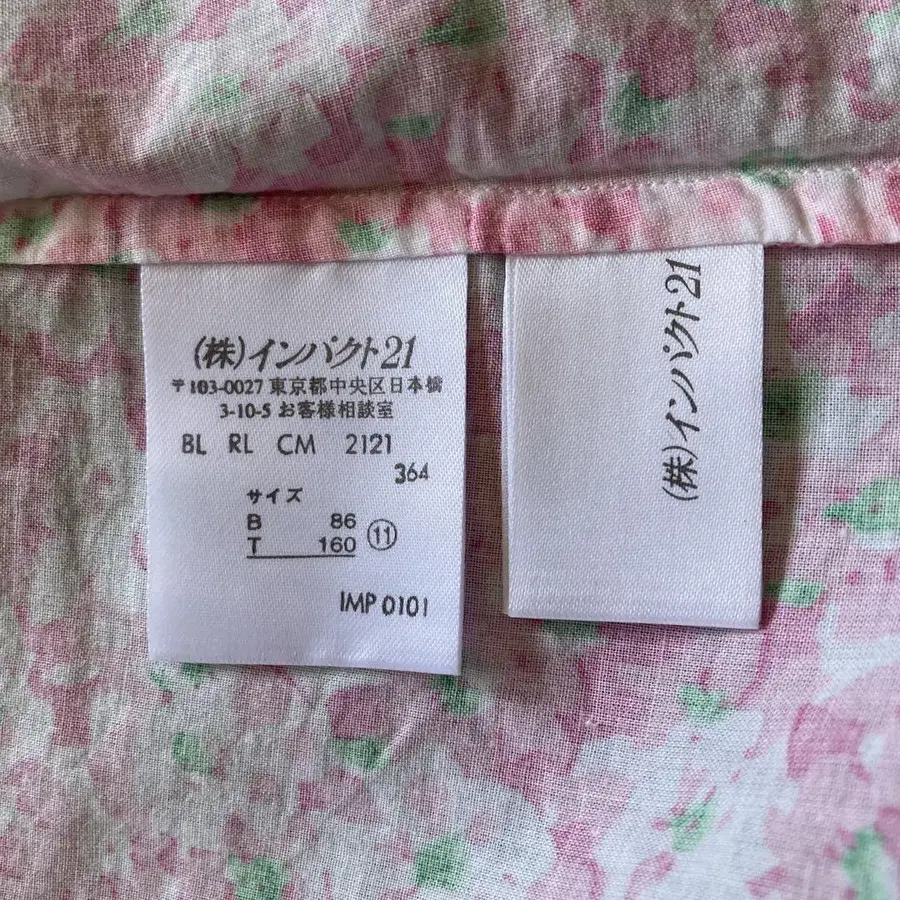 (株)インパクト21
〒103-0027 東京都中央区日本橋
3-10-5 お客様相談室
BL RL CM 2121
364
サイズ
B 86
T 160 ⑪
IMP 0101
(株)インパクト21